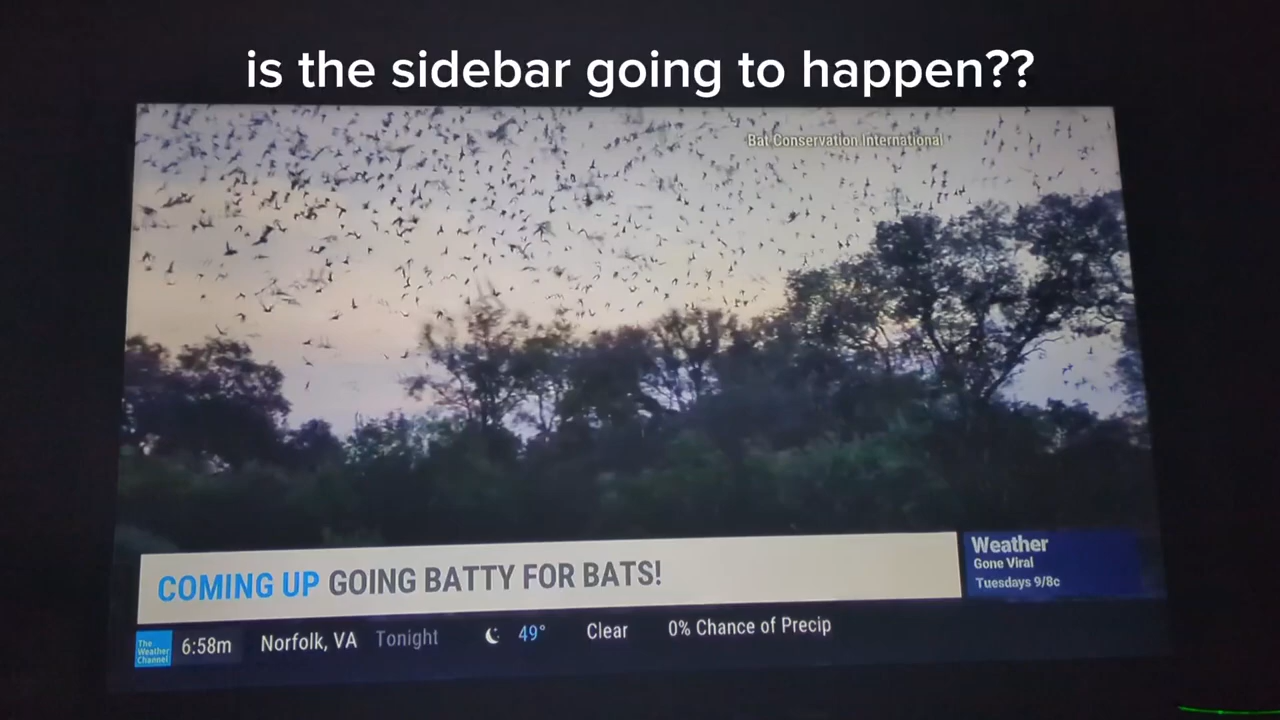 is the sidebar going to happen??
Bat Conservation International
COMING UP GOING BATTY FOR BATS!
Weather
Gone Viral
Tuesdays 9/8c
The
Weather
Channel
6:58m Norfolk, VA Tonight 49° Clear 0% Chance of Precip